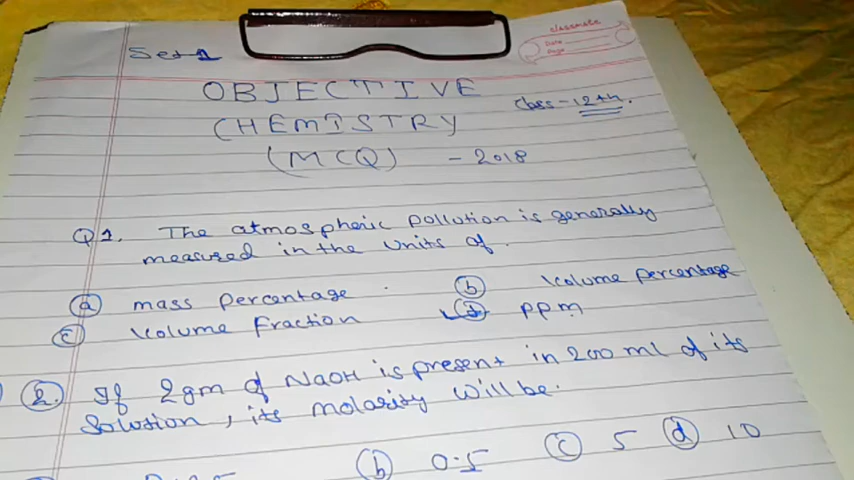 Set-1
classmate
Date
Page
OBJECTIVE
Class-12th.
CHEMISTRY
(MCQ) - 2018
Q1. The atmospheric pollution is generally
measured in the units of.
(a) mass percentage. (b) Volume percentage
(c) Volume fraction (d) ppm
(2.) If 2gm of NaOH is present in 200 ml of its
Solution, its molarity will be.
(b) 0.5 (c) 5 (d) 10